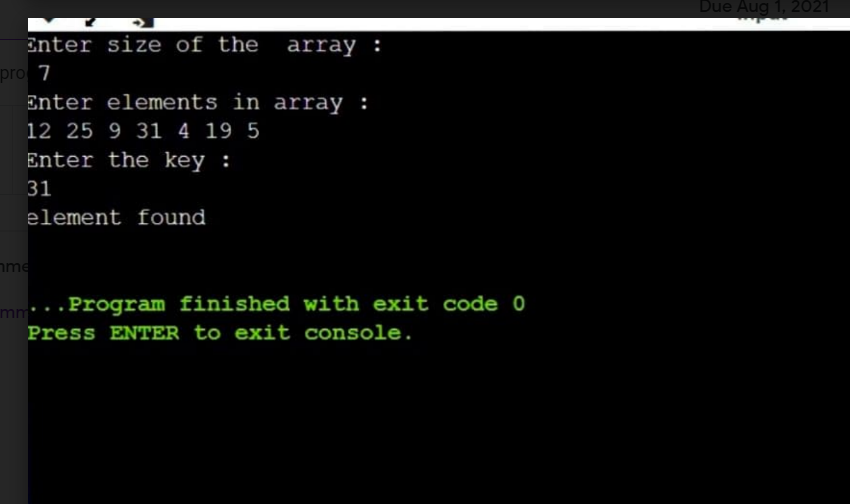 Due Aug 1, 2021
Enter size of the  array :
7
Enter elements in array :
12 25 9 31 4 19 5
Enter the key :
31
element found
...Program finished with exit code 0
Press ENTER to exit console.